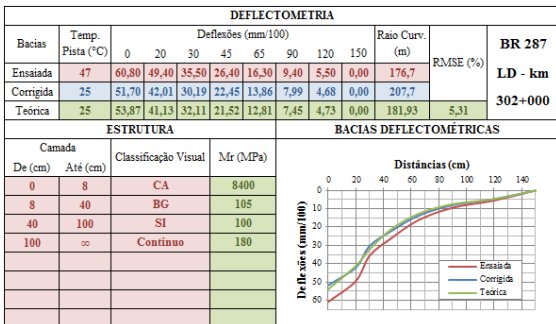 DEFLECTOMETRIA
Bacias Temp. Pista (°C) Deflexões (mm/100) Raio Curv. (m) RMSE (%) BR 287 LD - km 302+000
0 20 30 45 65 90 120 150
Ensaiada 47 60,80 49,40 35,50 26,40 16,30 9,40 5,50 0,00 176,7
Corrigida 25 51,70 42,01 30,19 22,45 13,86 7,99 4,68 0,00 207,7
Teórica 25 53,87 41,13 32,11 21,52 12,81 7,45 4,73 0,00 181,93 5,31
ESTRUTURA
Camada Classificação Visual Mr (MPa)
De (cm) Até (cm)
0 8 CA 8400
8 40 BG 105
40 100 SI 100
100 ∞ Contínuo 180
BACIAS DEFLECTOMÉTRICAS
Distâncias (cm)
0 20 40 60 80 100 120 140
Deflexões (mm/100)
0
10
20
30
40
50
60
Ensaiada
Corrigida
Teórica